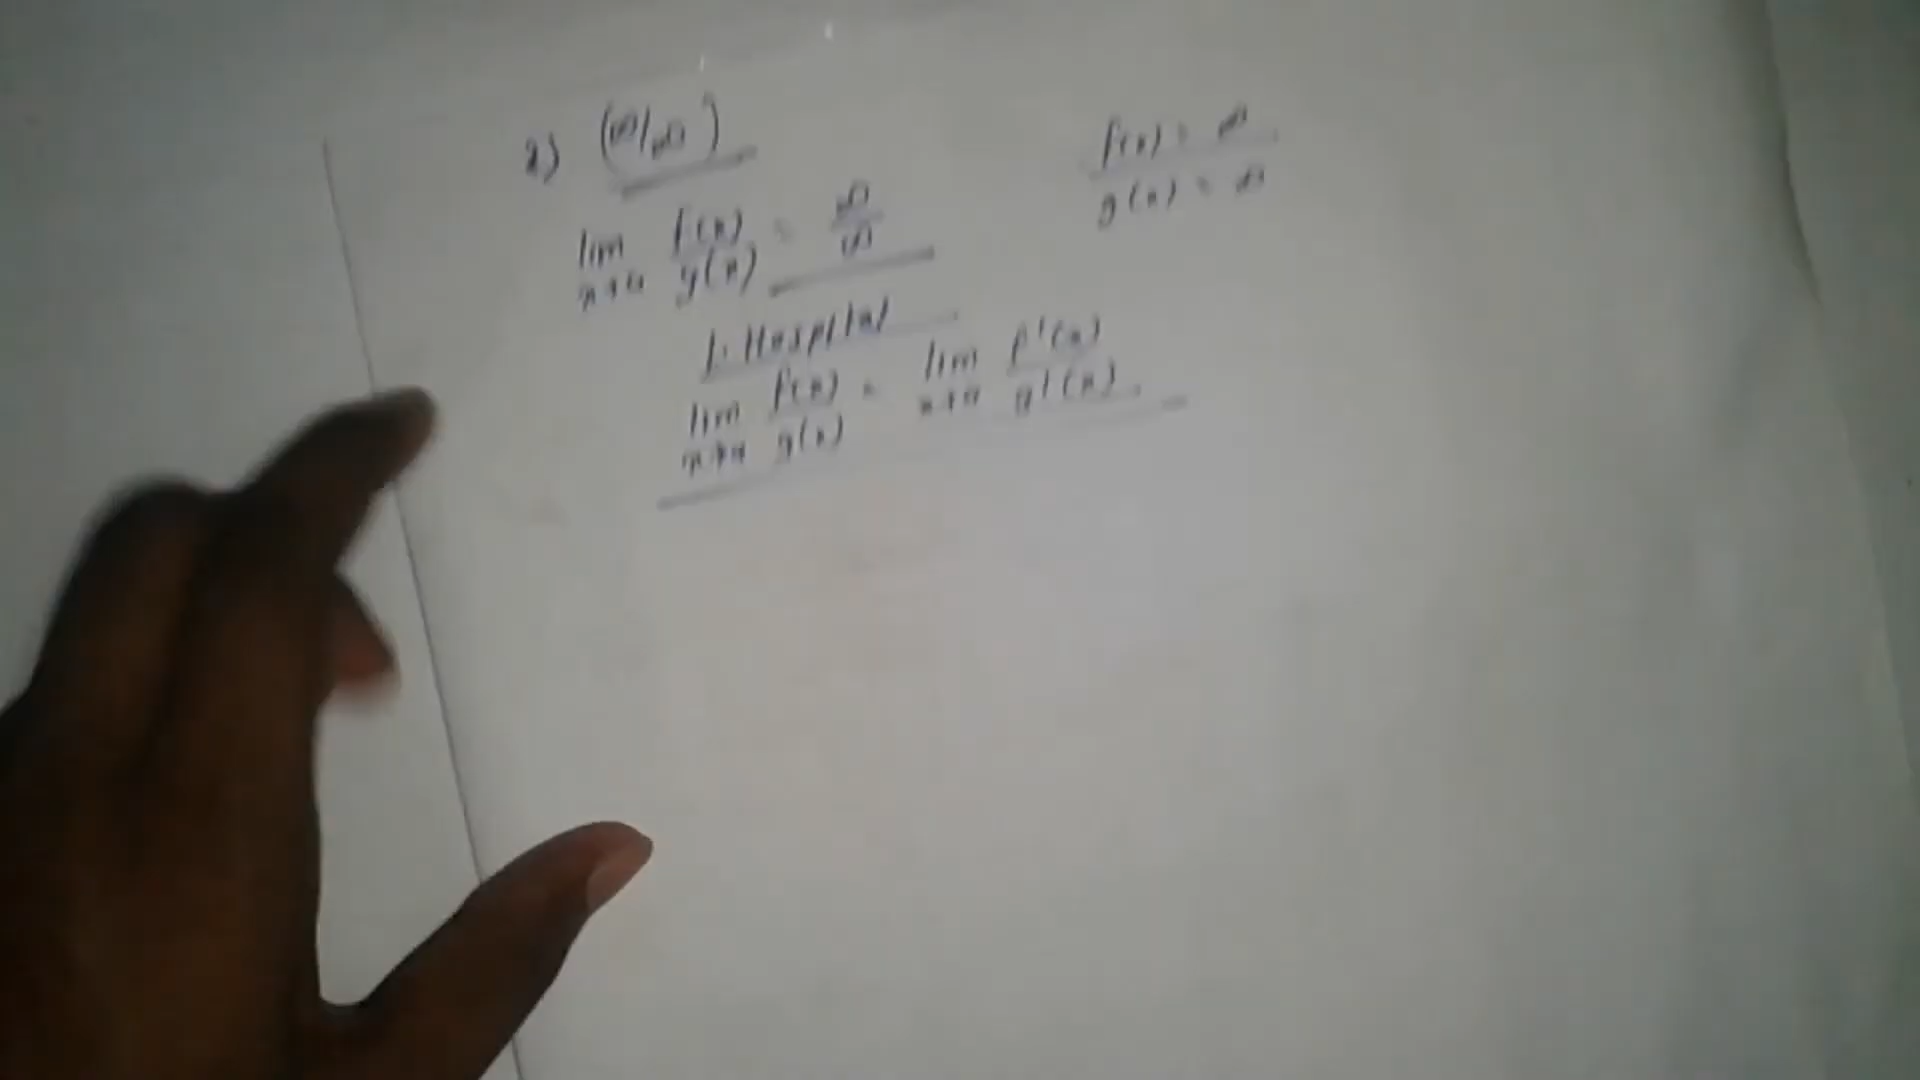 2) (∞/∞)
f(x) = ∞
g(x) = ∞
lim x→a f(x)/g(x) = ∞/∞
L'Hospital
lim x→a f(x)/g(x) = lim x→a f'(x)/g'(x)